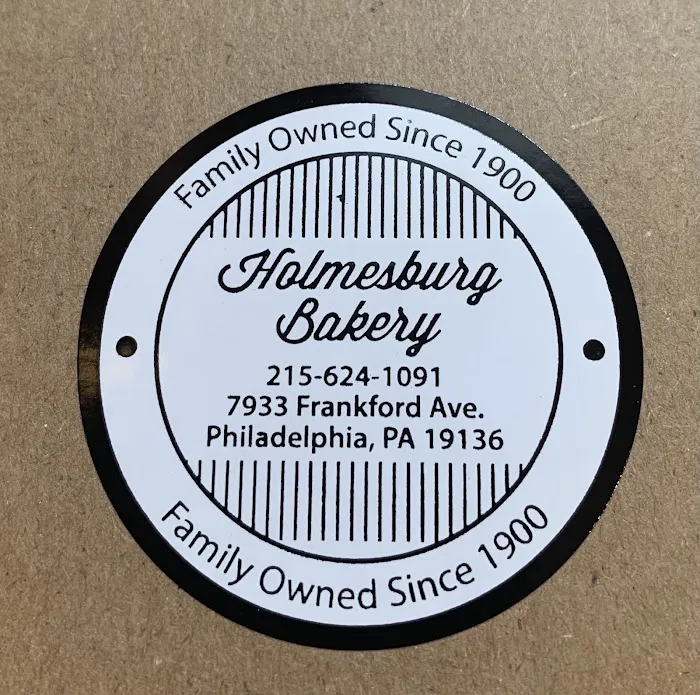 Family Owned Since 1900
Holmesburg
Bakery
215-624-1091
7933 Frankford Ave.
Philadelphia, PA 19136
Family Owned Since 1900